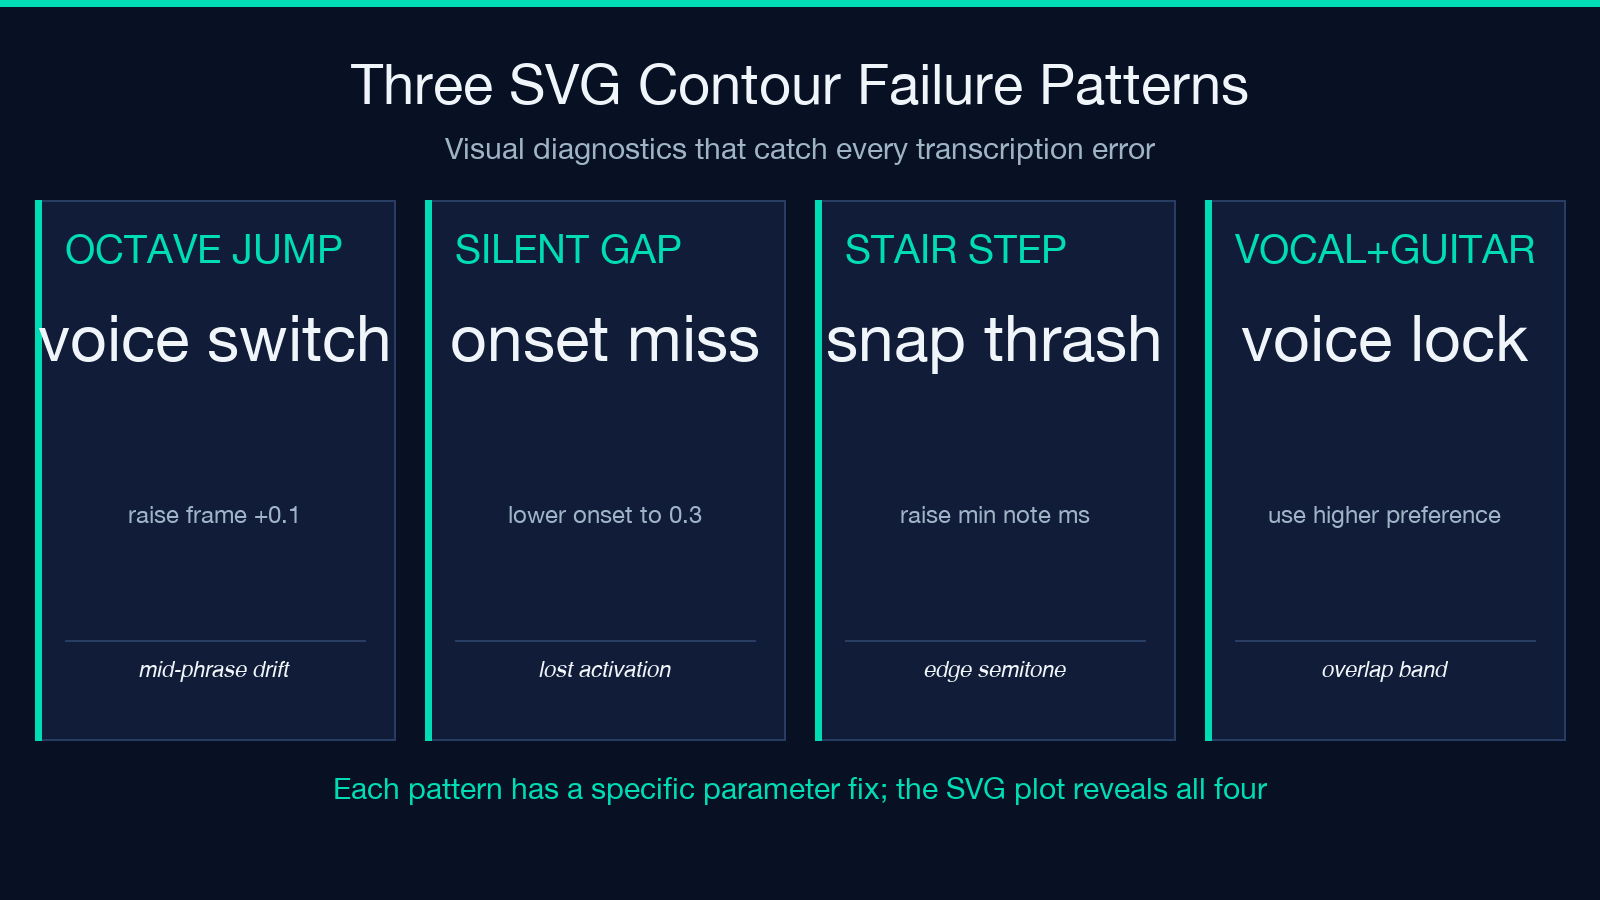 Three SVG Contour Failure Patterns
Visual diagnostics that catch every transcription error
OCTAVE JUMP
voice switch
raise frame +0.1
mid-phrase drift
SILENT GAP
onset miss
lower onset to 0.3
lost activation
STAIR STEP
snap thrash
raise min note ms
edge semitone
VOCAL+GUITAR
voice lock
use higher preference
overlap band
Each pattern has a specific parameter fix; the SVG plot reveals all four